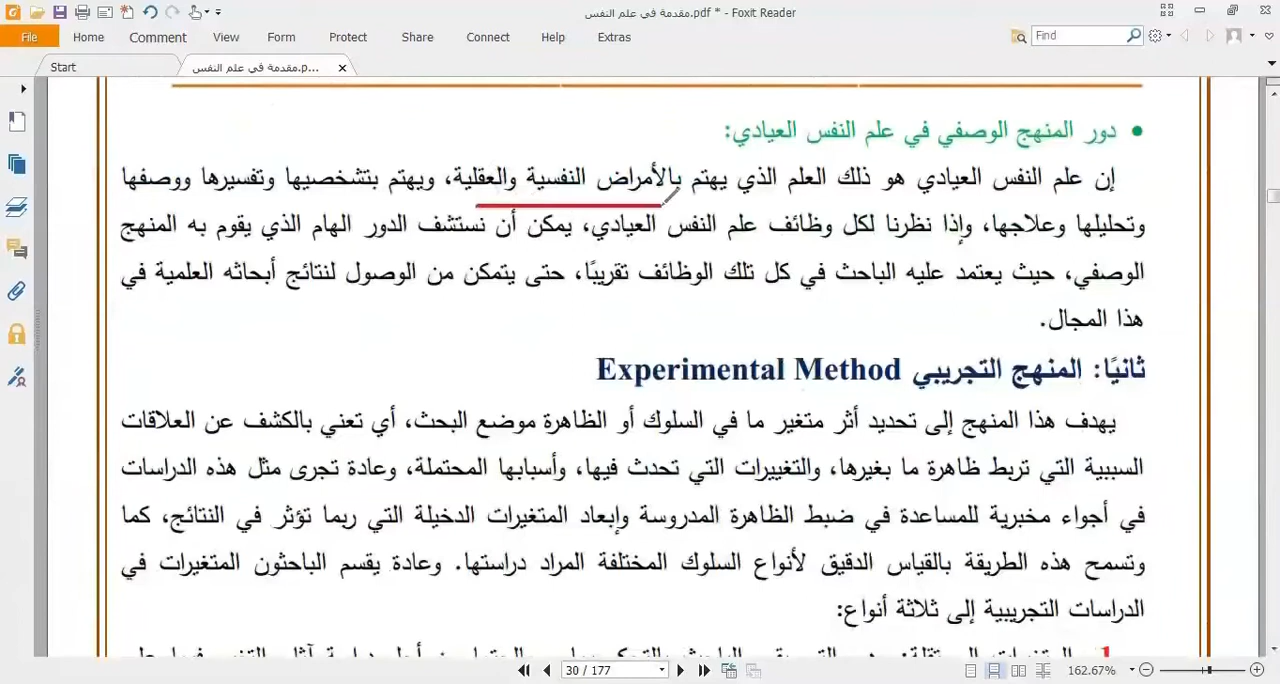 مقدمة في علم النفس.pdf * - Foxit Reader
File Home Comment View Form Protect Share Connect Help Extras Find
Start مقدمة في علم النفس.p...
• دور المنهج الوصفي في علم النفس العيادي:
إن علم النفس العيادي هو ذلك العلم الذي يهتم بالأمراض النفسية والعقلية، ويهتم بتشخصيها وتفسيرها ووصفها
وتحليلها وعلاجها، وإذا نظرنا لكل وظائف علم النفس العيادي، يمكن أن نستشف الدور الهام الذي يقوم به المنهج
الوصفي، حيث يعتمد عليه الباحث في كل تلك الوظائف تقريبًا، حتى يتمكن من الوصول لنتائج أبحاثه العلمية في
هذا المجال.
ثانيًا: المنهج التجريبي Experimental Method
يهدف هذا المنهج إلى تحديد أثر متغير ما في السلوك أو الظاهرة موضع البحث، أي تعني بالكشف عن العلاقات
السببية التي تربط ظاهرة ما بغيرها، والتغييرات التي تحدث فيها، وأسبابها المحتملة، وعادة تجرى مثل هذه الدراسات
في أجواء مخبرية للمساعدة في ضبط الظاهرة المدروسة وإبعاد المتغيرات الدخيلة التي ربما تؤثر في النتائج، كما
وتسمح هذه الطريقة بالقياس الدقيق لأنواع السلوك المختلفة المراد دراستها. وعادة يقسم الباحثون المتغيرات في
الدراسات التجريبية إلى ثلاثة أنواع:
30 / 177 162.67%